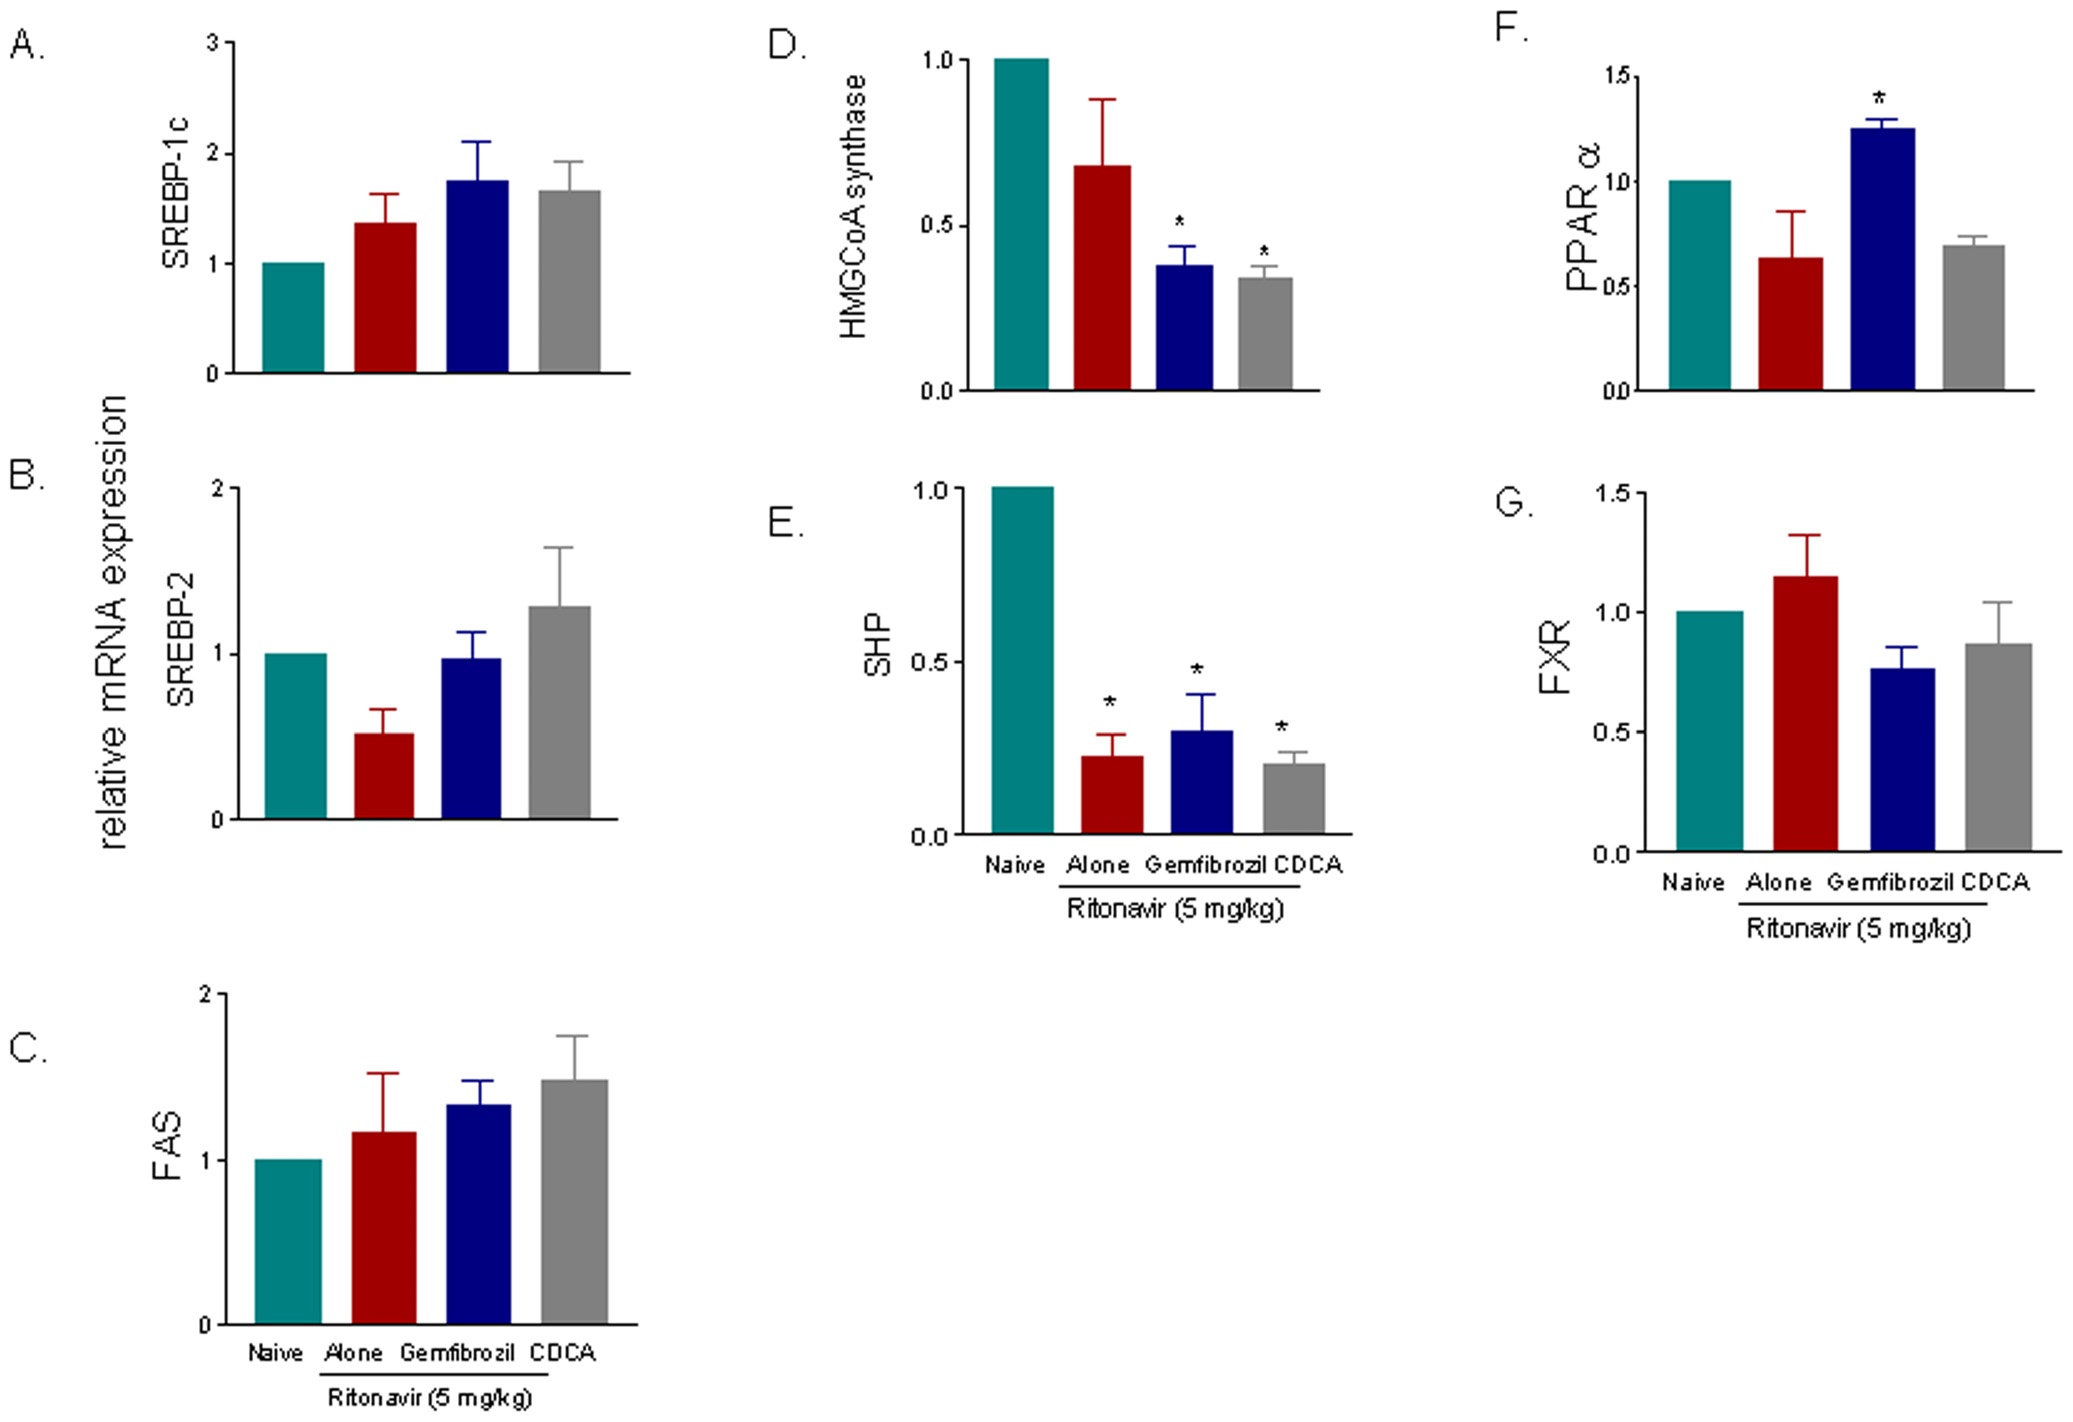 A.
3
2
1
0
SREBP-1c
relative mRNA expression
B.
2
1
0
SREBP-2
C.
2
1
0
FAS
Naive Alone Gemfibrozil CDCA
Ritonavir (5 mg/kg)
D.
1.0
0.5
0.0
HMGCoA synthase
*
*
E.
1.0
0.5
0.0
SHP
*
*
*
Naive Alone Gemfibrozil CDCA
Ritonavir (5 mg/kg)
F.
1.5
1.0
0.5
0.0
PPAR α
*
G.
1.5
1.0
0.5
0.0
FXR
Naive Alone Gemfibrozil CDCA
Ritonavir (5 mg/kg)